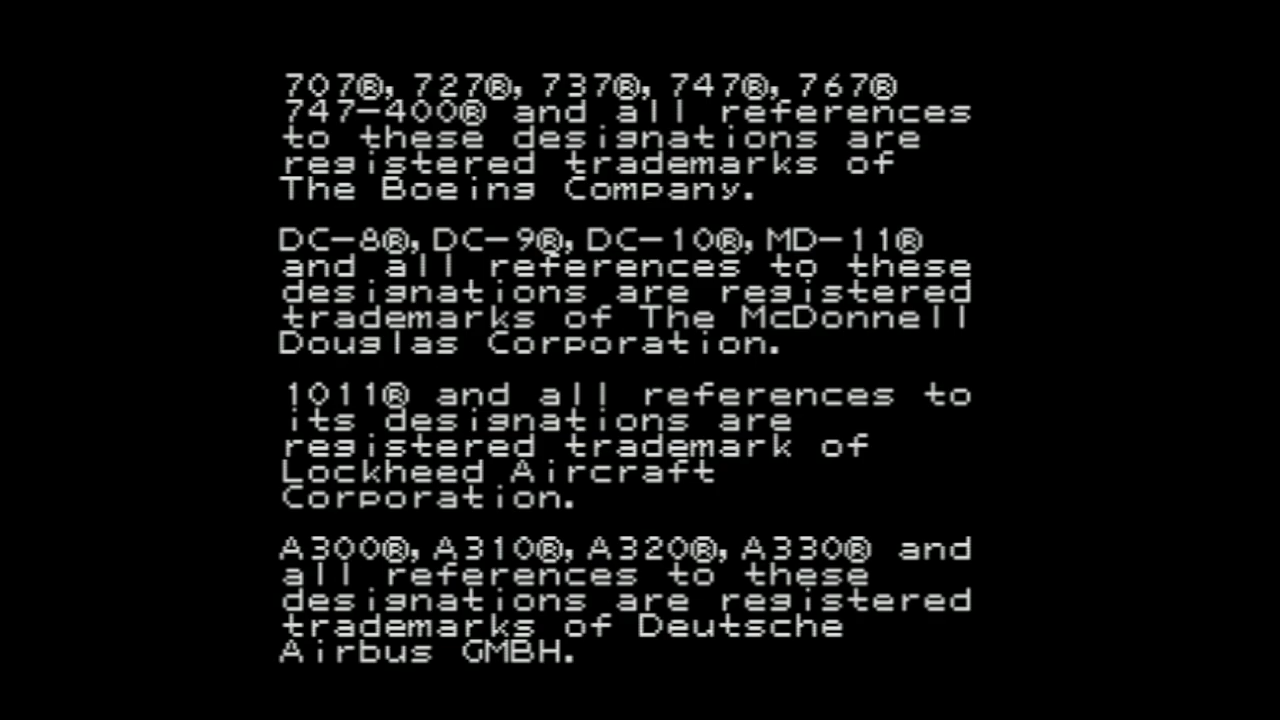 707®, 727®, 737®, 747®, 767®
747-400® and all references
to these designations are
registered trademarks of
The Boeing Company.
DC-8®, DC-9®, DC-10®, MD-11®
and all references to these
designations are registered
trademarks of The McDonnell
Douglas Corporation.
1011® and all references to
its designations are
registered trademark of
Lockheed Aircraft
Corporation.
A300®, A310®, A320®, A330® and
all references to these
designations are registered
trademarks of Deutsche
Airbus GMBH.